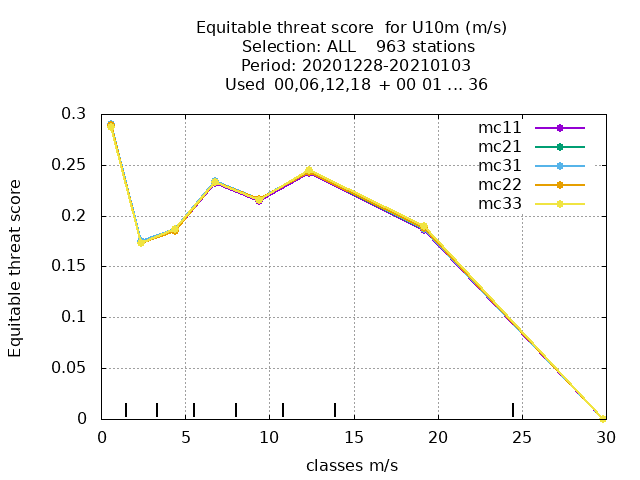 Equitable threat score for U10m (m/s)
Selection: ALL 963 stations
Period: 20201228-20210103
Used 00,06,12,18 + 00 01 ... 36
Equitable threat score
0.3
0.25
0.2
0.15
0.1
0.05
0
mc11
mc21
mc31
mc22
mc33
0 5 10 15 20 25 30
classes m/s